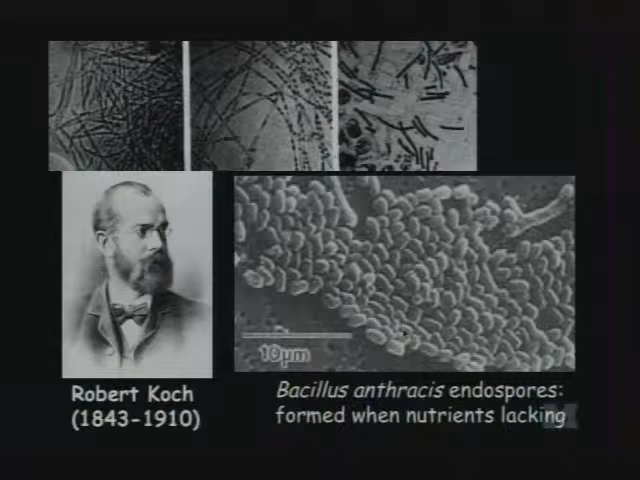 10µm
Robert Koch
(1843-1910)
Bacillus anthracis endospores:
formed when nutrients lacking